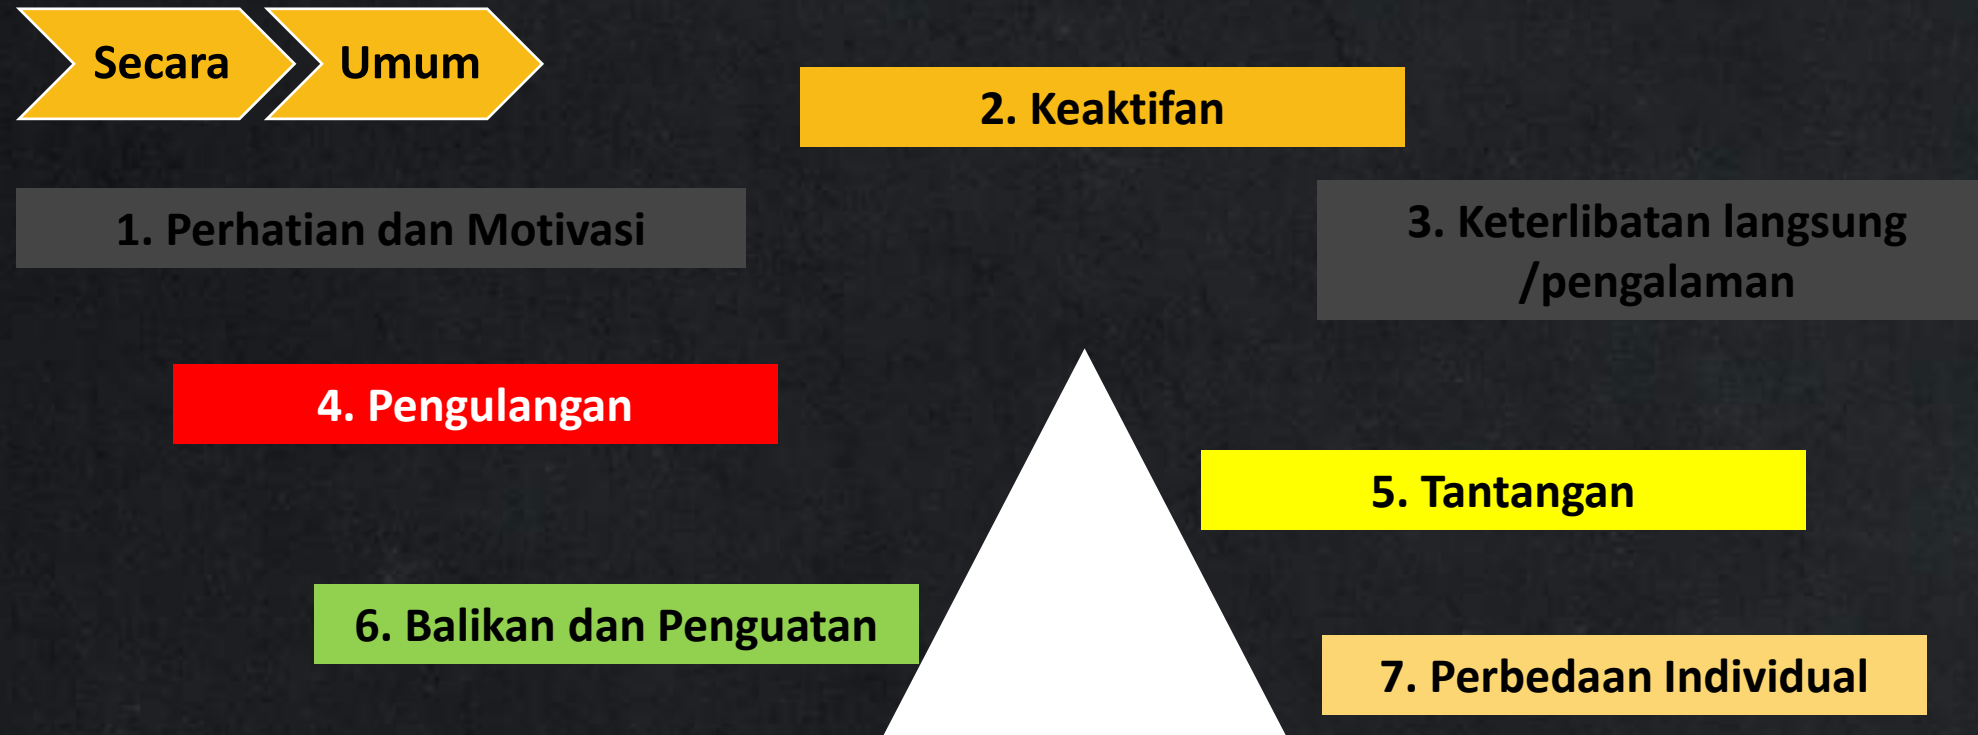 Secara Umum
1. Perhatian dan Motivasi
2. Keaktifan
3. Keterlibatan langsung
/pengalaman
4. Pengulangan
5. Tantangan
6. Balikan dan Penguatan
7. Perbedaan Individual